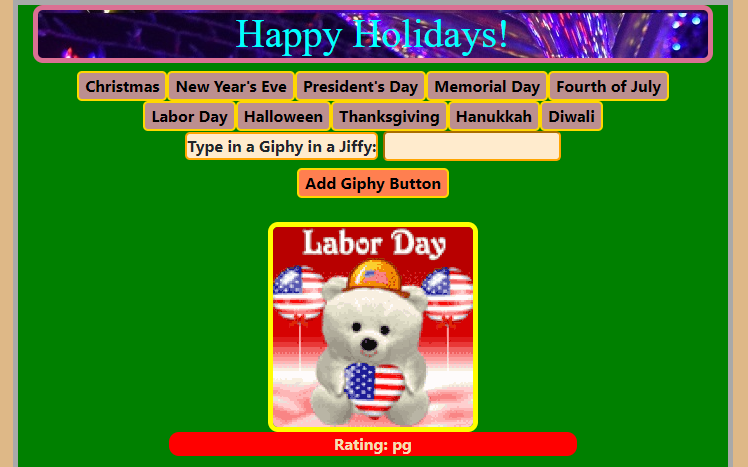 Happy Holidays!
Christmas New Year's Eve President's Day Memorial Day Fourth of July
Labor Day Halloween Thanksgiving Hanukkah Diwali
Type in a Giphy in a Jiffy:
Add Giphy Button
Labor Day
Rating: pg